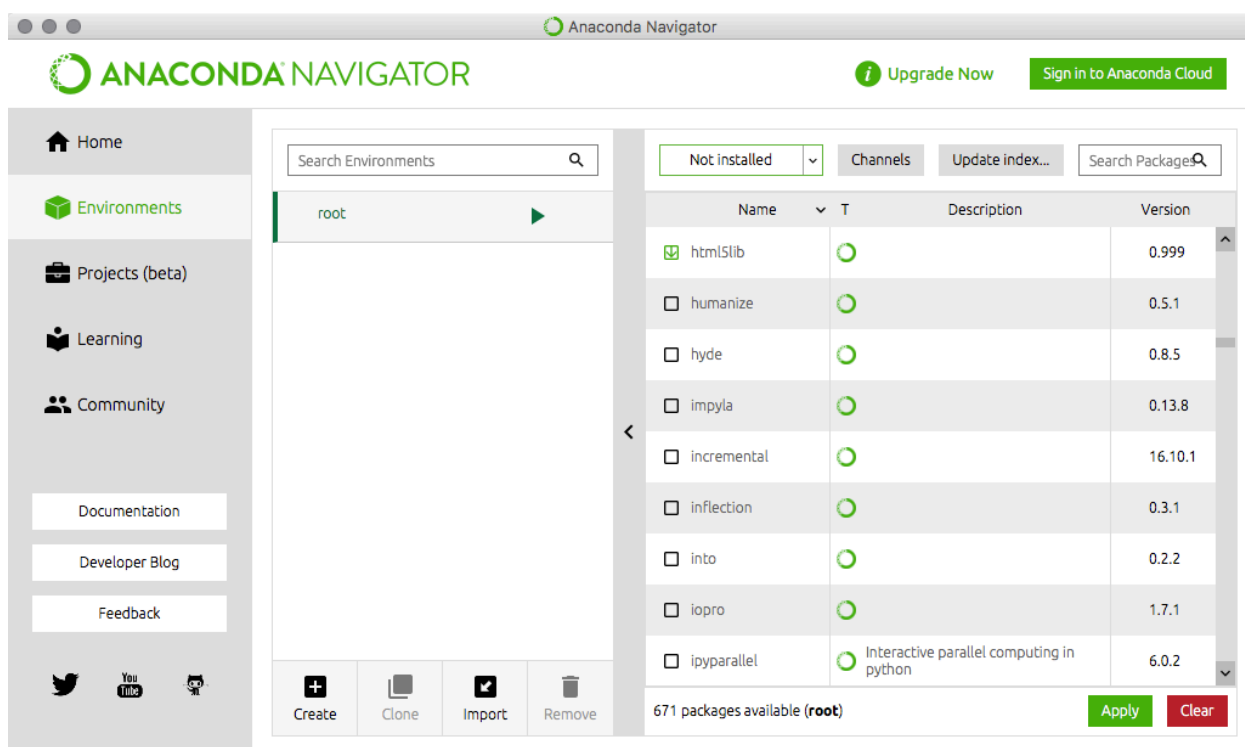 Anaconda Navigator
ANACONDA NAVIGATOR
Upgrade Now
Sign in to Anaconda Cloud
Home
Environments
Projects (beta)
Learning
Community
Documentation
Developer Blog
Feedback
You Tube
Search Environments
root
Create Clone Import Remove
Not installed Channels Update index... Search Packages
Name T Description Version
html5lib 0.999
humanize 0.5.1
hyde 0.8.5
impyla 0.13.8
incremental 16.10.1
inflection 0.3.1
into 0.2.2
iopro 1.7.1
ipyparallel Interactive parallel computing in python 6.0.2
671 packages available (root) Apply Clear